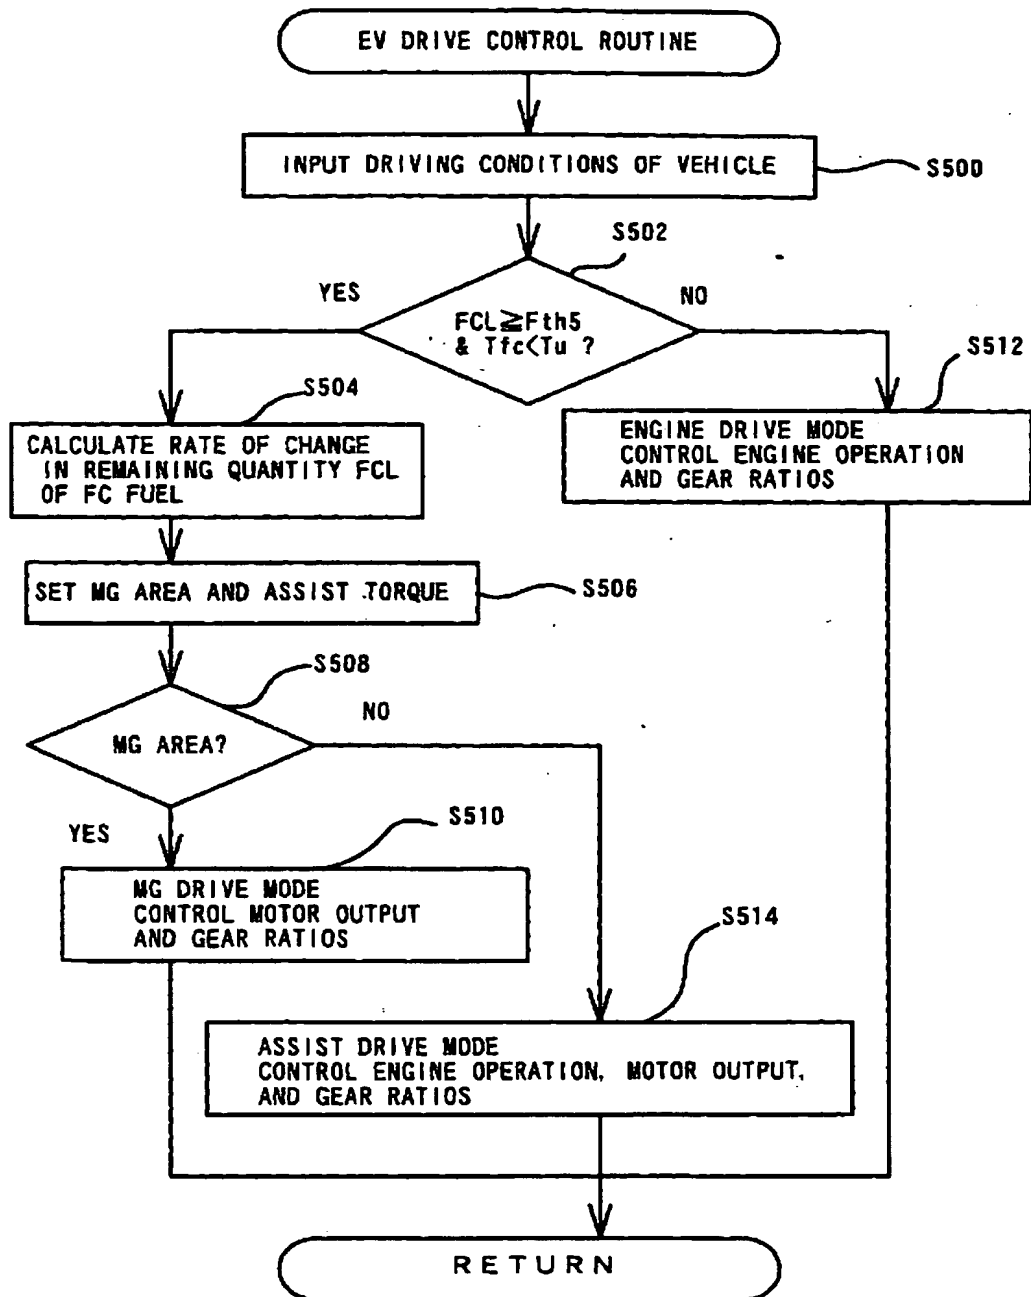 EV DRIVE CONTROL ROUTINE
INPUT DRIVING CONDITIONS OF VEHICLE
S500
S502
YES
NO
FCL≧Fth5
& Tfc<Tu ?
S512
S504
CALCULATE RATE OF CHANGE
IN REMAINING QUANTITY FCL
OF FC FUEL
ENGINE DRIVE MODE
CONTROL ENGINE OPERATION
AND GEAR RATIOS
SET MG AREA AND ASSIST TORQUE
S506
S508
NO
MG AREA?
YES
S510
MG DRIVE MODE
CONTROL MOTOR OUTPUT
AND GEAR RATIOS
S514
ASSIST DRIVE MODE
CONTROL ENGINE OPERATION, MOTOR OUTPUT,
AND GEAR RATIOS
RETURN